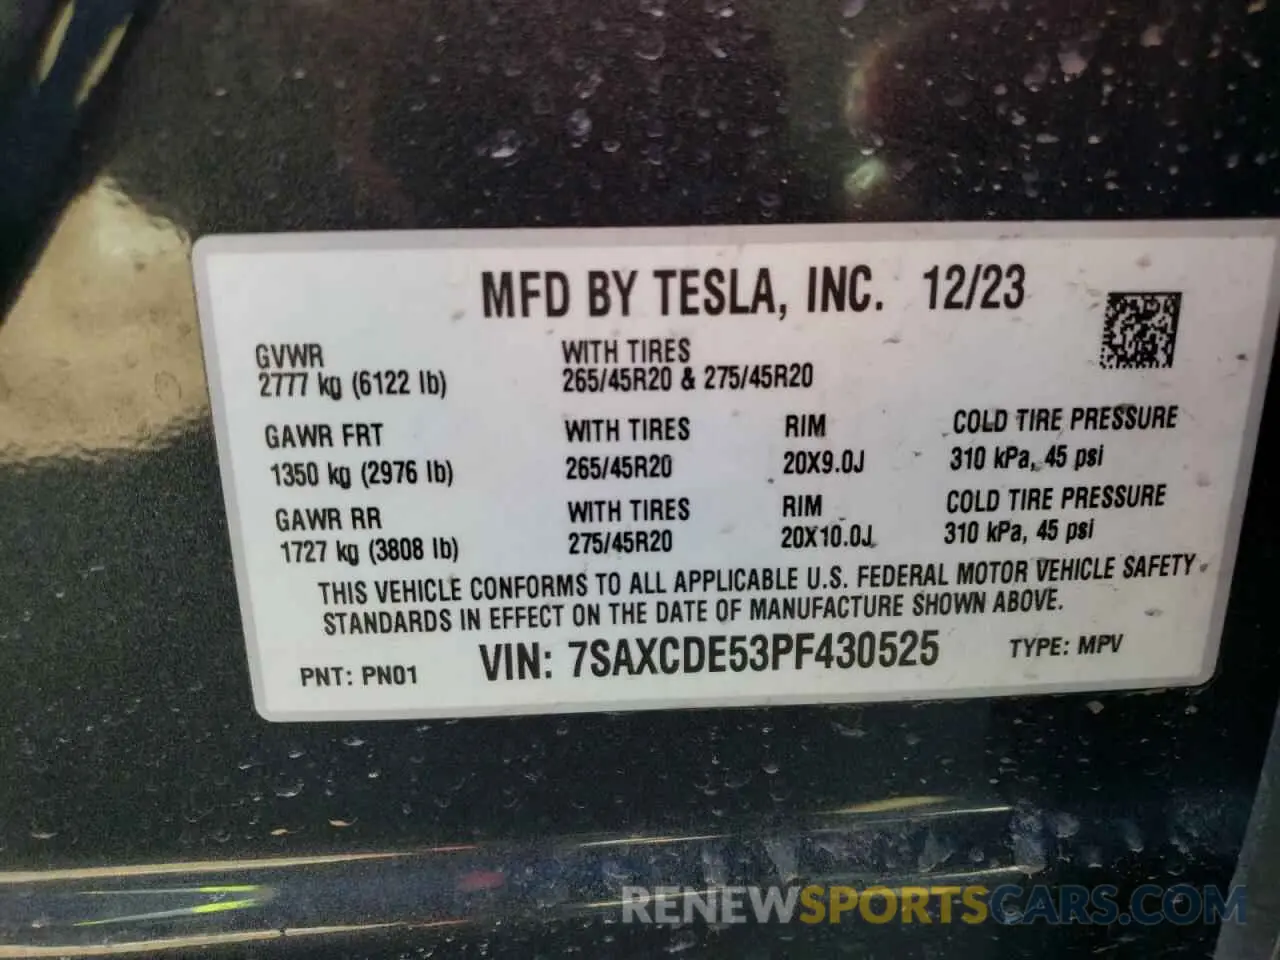 MFD BY TESLA, INC. 12/23
GVWR WITH TIRES
2777 kg (6122 lb) 265/45R20 & 275/45R20
GAWR FRT WITH TIRES RIM COLD TIRE PRESSURE
1350 kg (2976 lb) 265/45R20 20X9.0J 310 kPa, 45 psi
GAWR RR WITH TIRES RIM COLD TIRE PRESSURE
1727 kg (3808 lb) 275/45R20 20X10.0J 310 kPa, 45 psi
THIS VEHICLE CONFORMS TO ALL APPLICABLE U.S. FEDERAL MOTOR VEHICLE SAFETY
STANDARDS IN EFFECT ON THE DATE OF MANUFACTURE SHOWN ABOVE.
PNT: PN01 VIN: 7SAXCDE53PF430525 TYPE: MPV
RENEWSPORTSCARS.COM